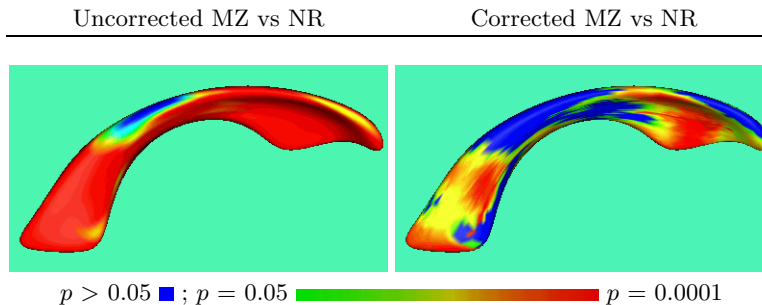 Uncorrected MZ vs NR Corrected MZ vs NR
p > 0.05 ; p = 0.05 p = 0.0001